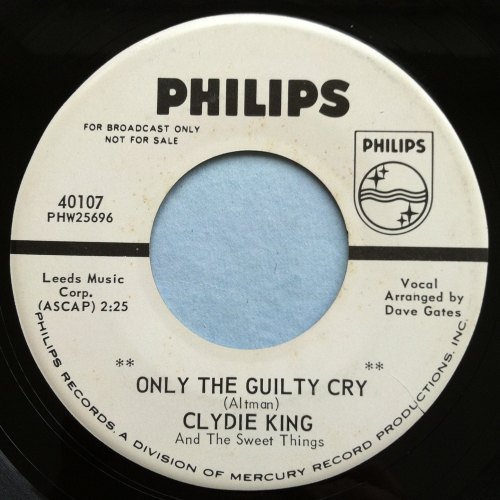 PHILIPS
FOR BROADCAST ONLY
NOT FOR SALE
PHILIPS
40107
PHW25696
Leeds Music
Corp.
(ASCAP) 2:25
Vocal
Arranged by
Dave Gates
** **
ONLY THE GUILTY CRY
(Altman)
CLYDIE KING
And The Sweet Things
PHILIPS RECORDS, A DIVISION OF MERCURY RECORD PRODUCTIONS, INC.